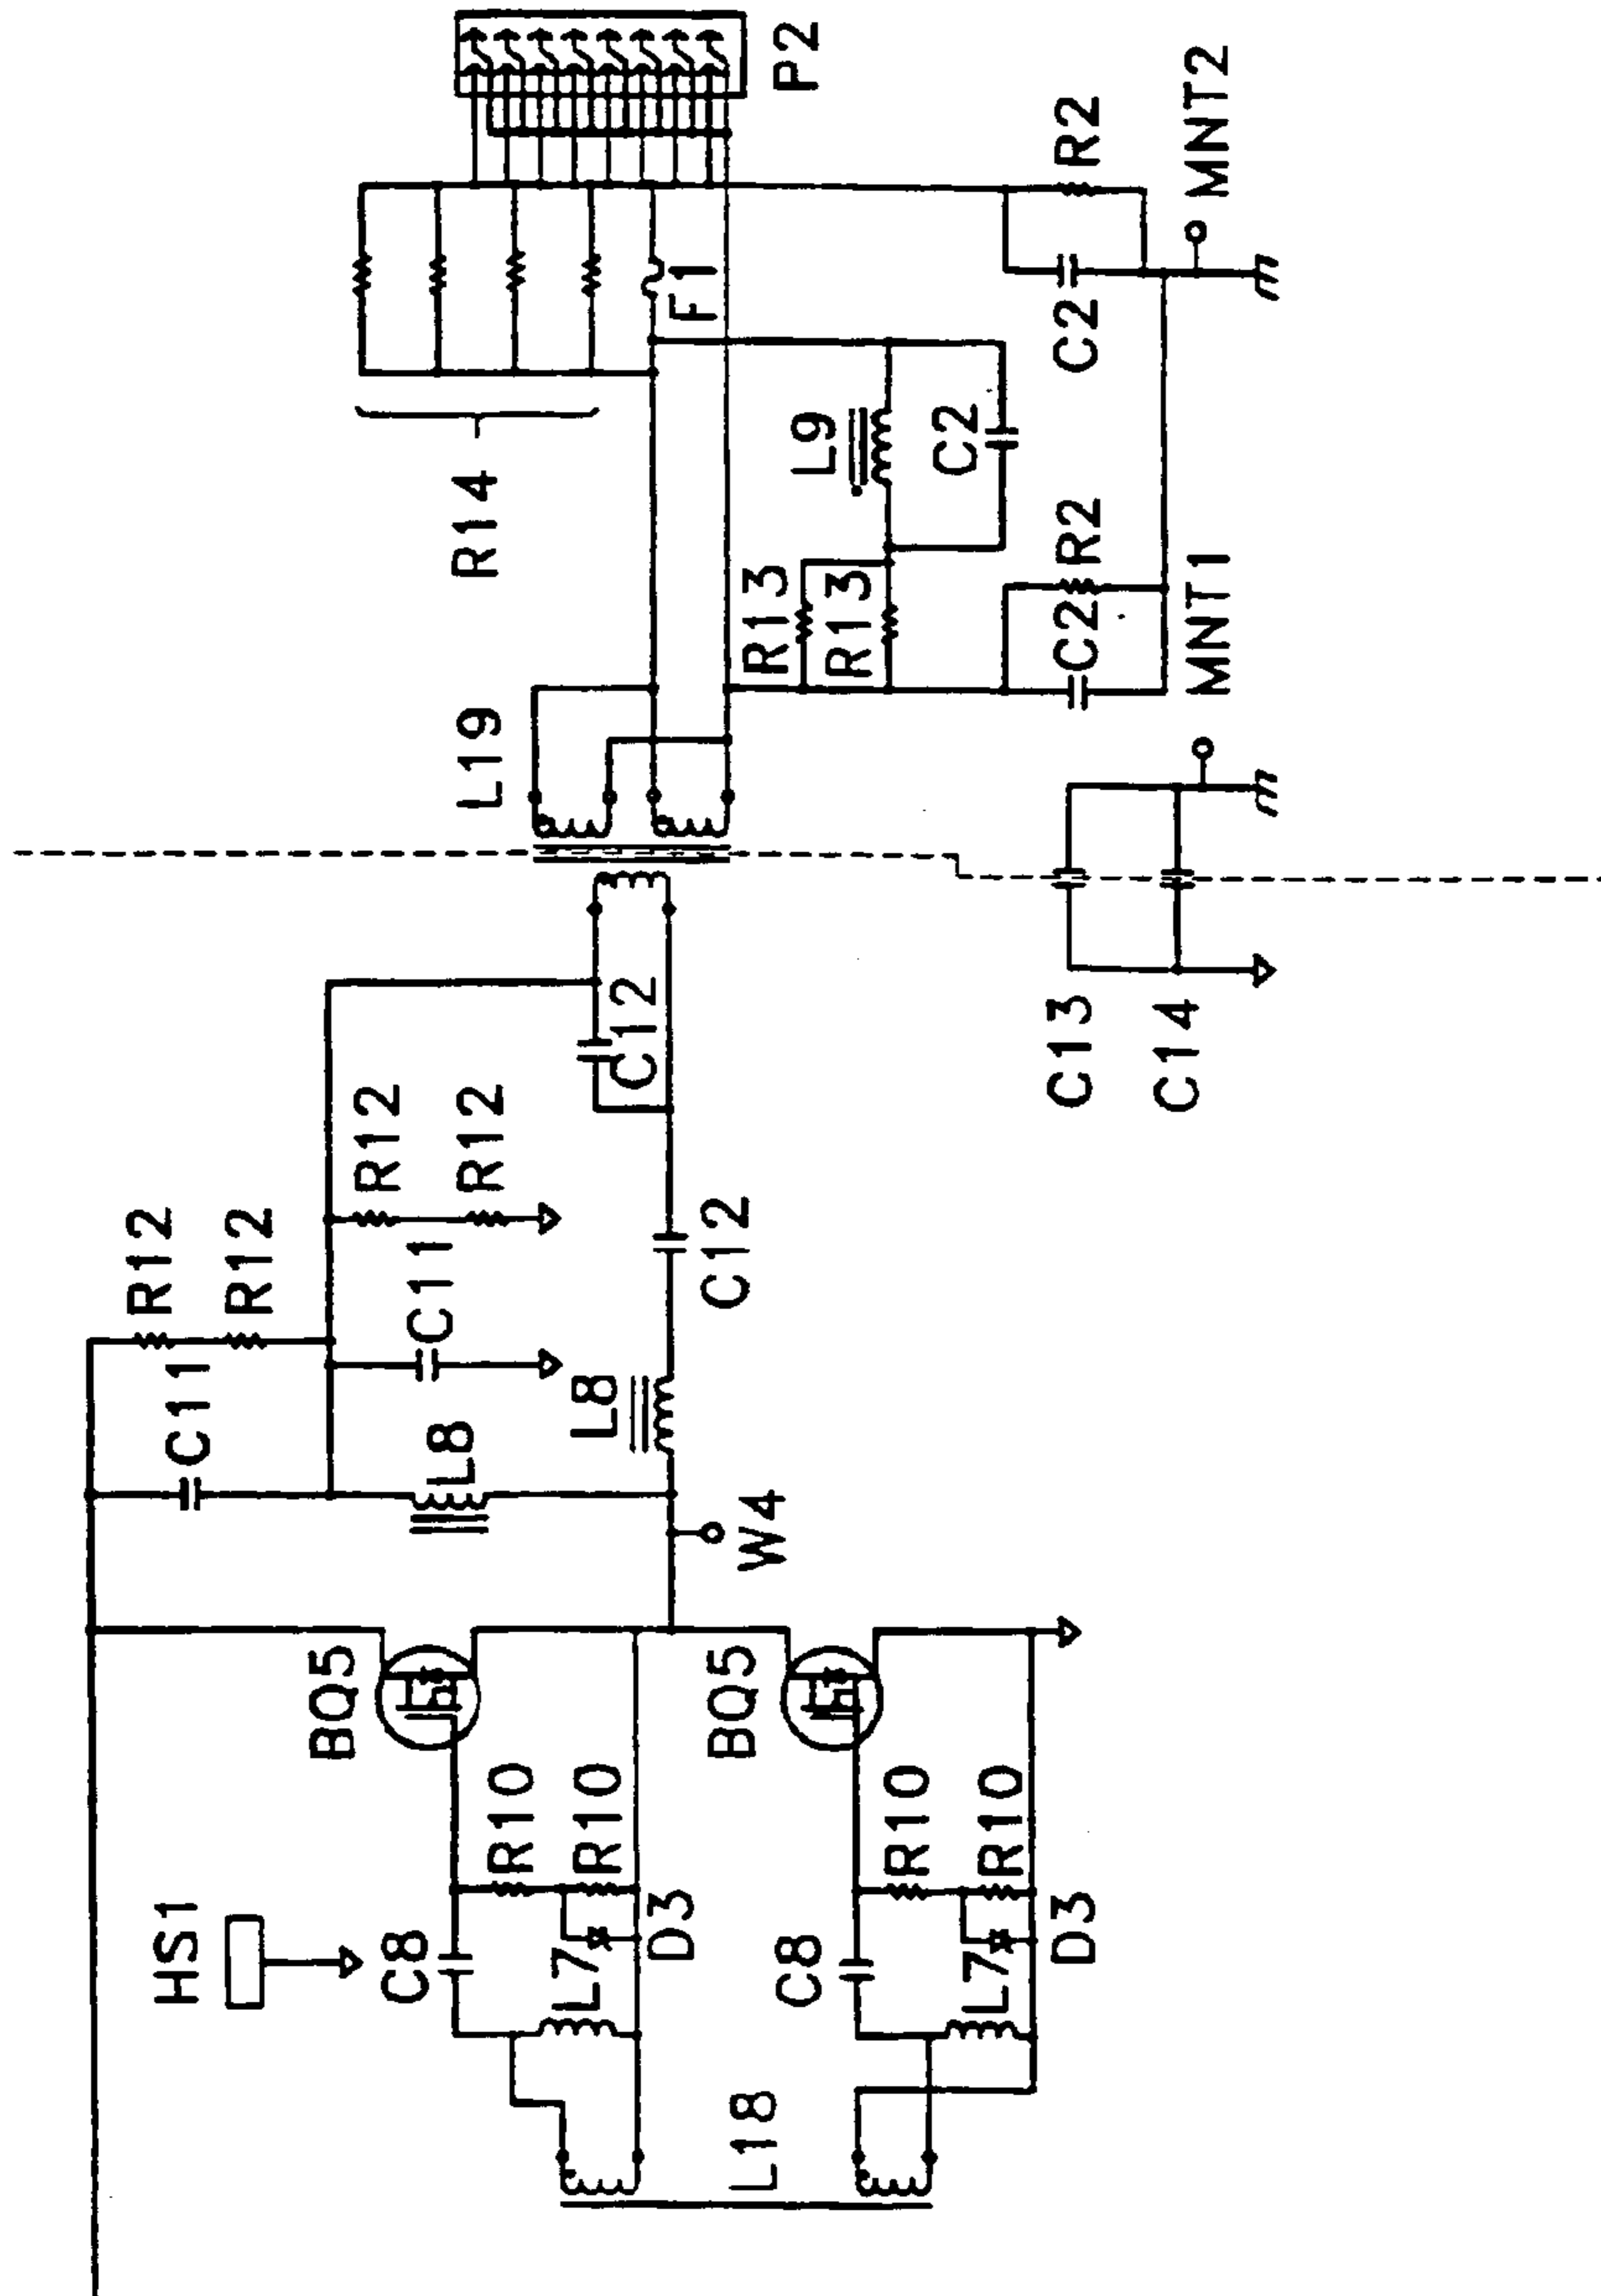 P2
R14
F1
R2
MNT2
C2
L9
C2
R13
R13
R2
C2
MNT1
L19
C13
C14
C12
R12
R12
C12
R12
R12
C11
C11
L8
L8
W4
BQ5
BQ5
R10
R10
R10
R10
HS1
C8
L7
D3
C8
L7
D3
L18